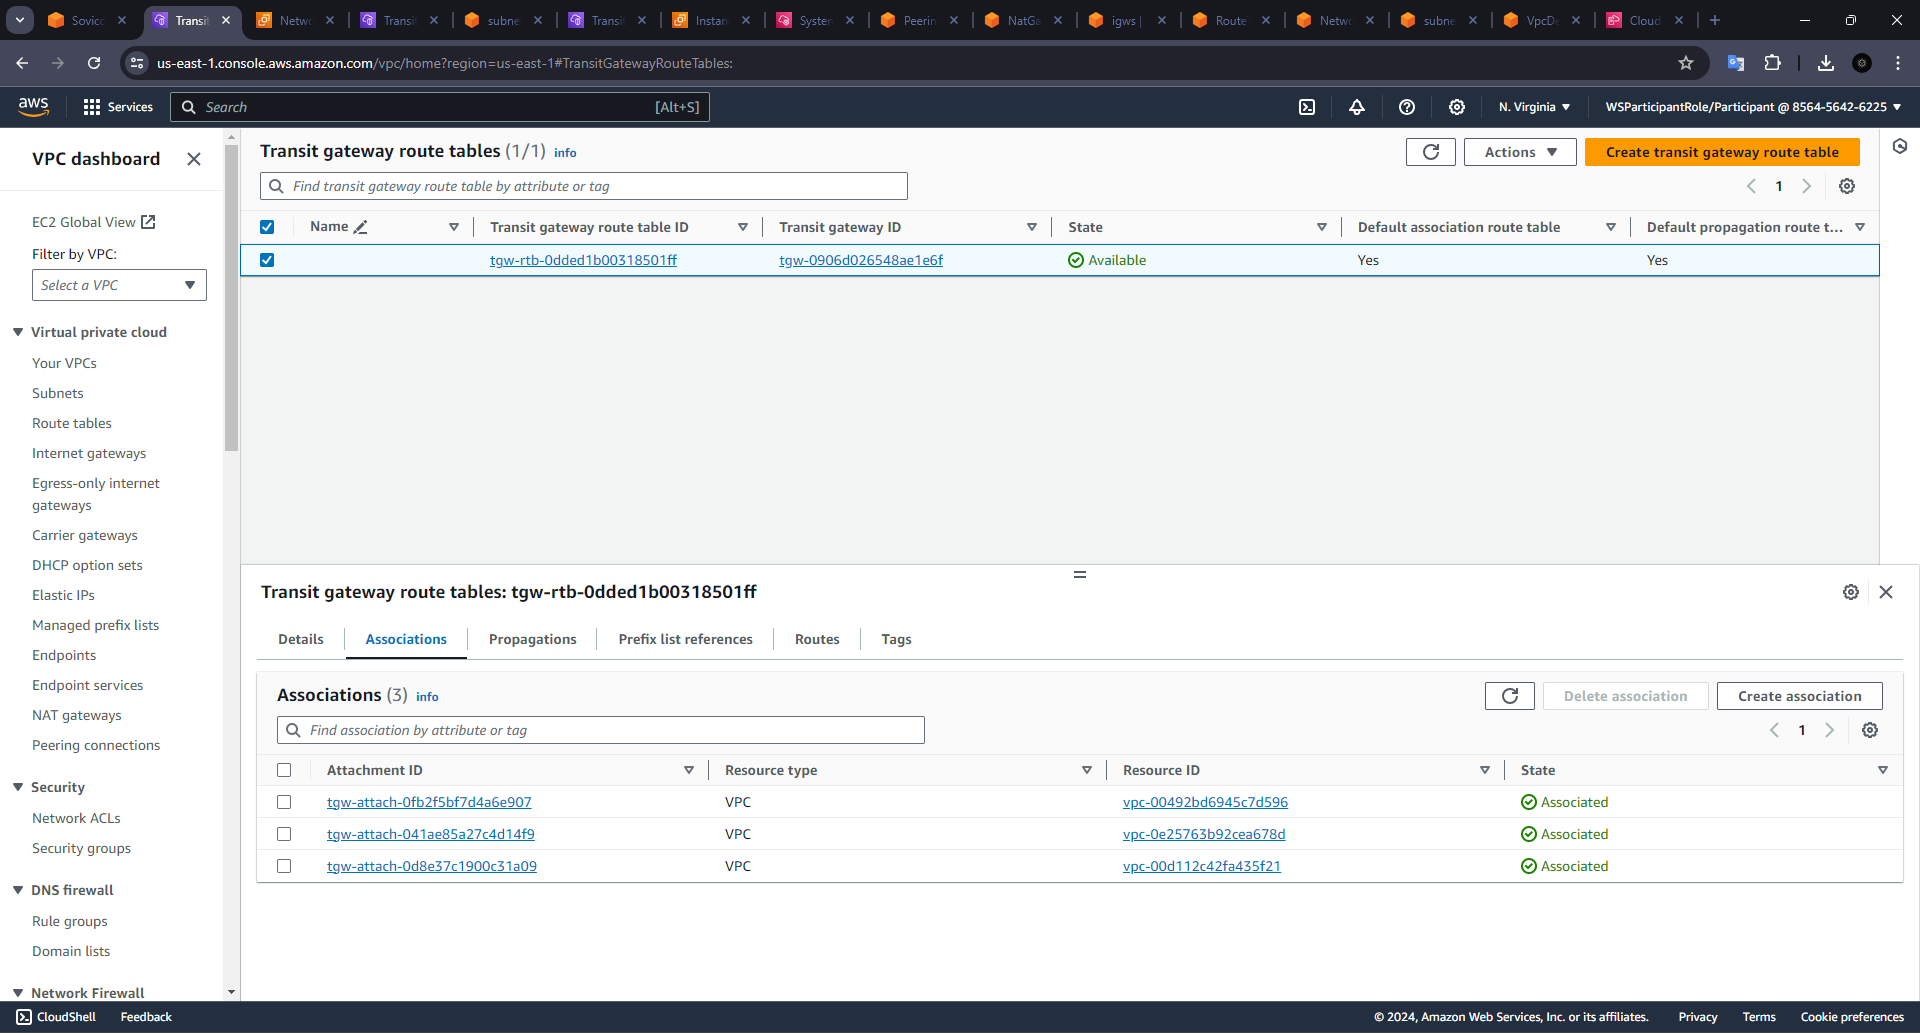 Sovico
Transit
Netwo
Transit
subne
Transit
Instan
System
Peerin
NatGa
igws |
Route
Netwo
subne
VpcDe
Cloud
us-east-1.console.aws.amazon.com/vpc/home?region=us-east-1#TransitGatewayRouteTables:
aws
Services
Search [Alt+S]
N. Virginia
WSParticipantRole/Participant @ 8564-5642-6225
VPC dashboard
EC2 Global View
Filter by VPC:
Select a VPC
Virtual private cloud
Your VPCs
Subnets
Route tables
Internet gateways
Egress-only internet
gateways
Carrier gateways
DHCP option sets
Elastic IPs
Managed prefix lists
Endpoints
Endpoint services
NAT gateways
Peering connections
Security
Network ACLs
Security groups
DNS firewall
Rule groups
Domain lists
Network Firewall
Transit gateway route tables (1/1) info
Actions
Create transit gateway route table
Find transit gateway route table by attribute or tag
1
Name Transit gateway route table ID Transit gateway ID State Default association route table Default propagation route t...
tgw-rtb-0dded1b00318501ff tgw-0906d026548ae1e6f Available Yes Yes
Transit gateway route tables: tgw-rtb-0dded1b00318501ff
Details Associations Propagations Prefix list references Routes Tags
Associations (3) info
Delete association
Create association
Find association by attribute or tag
1
Attachment ID Resource type Resource ID State
tgw-attach-0fb2f5bf7d4a6e907 VPC vpc-00492bd6945c7d596 Associated
tgw-attach-041ae85a27c4d14f9 VPC vpc-0e25763b92cea678d Associated
tgw-attach-0d8e37c1900c31a09 VPC vpc-00d112c42fa435f21 Associated
CloudShell Feedback © 2024, Amazon Web Services, Inc. or its affiliates. Privacy Terms Cookie preferences